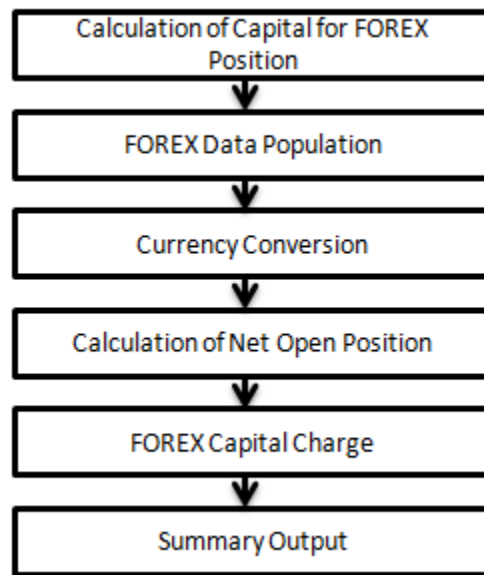 Calculation of Capital for FOREX
Position
FOREX Data Population
Currency Conversion
Calculation of Net Open Position
FOREX Capital Charge
Summary Output